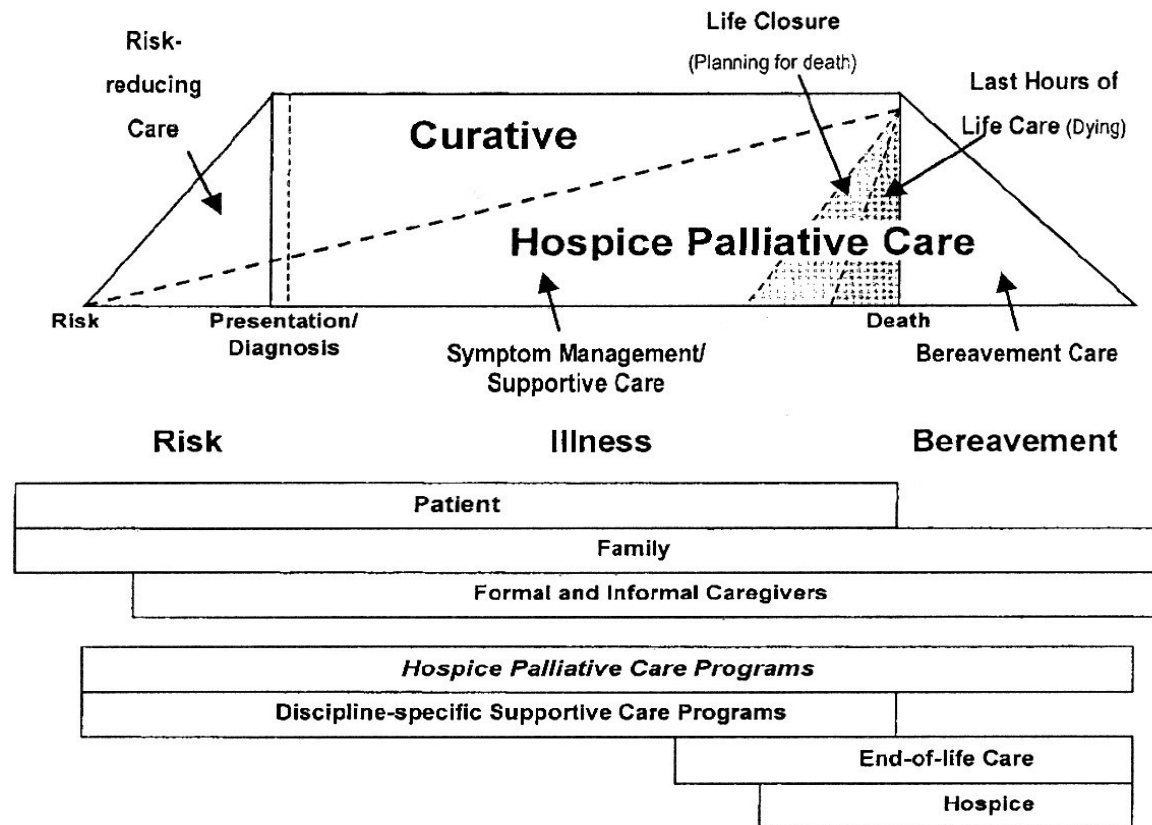 Risk-
reducing
Care
Life Closure
(Planning for death)
Last Hours of
Life Care (Dying)
Curative
Hospice Palliative Care
Risk
Presentation/
Diagnosis
Death
Symptom Management/
Supportive Care
Bereavement Care
Risk
Illness
Bereavement
Patient
Family
Formal and Informal Caregivers
Hospice Palliative Care Programs
Discipline-specific Supportive Care Programs
End-of-life Care
Hospice